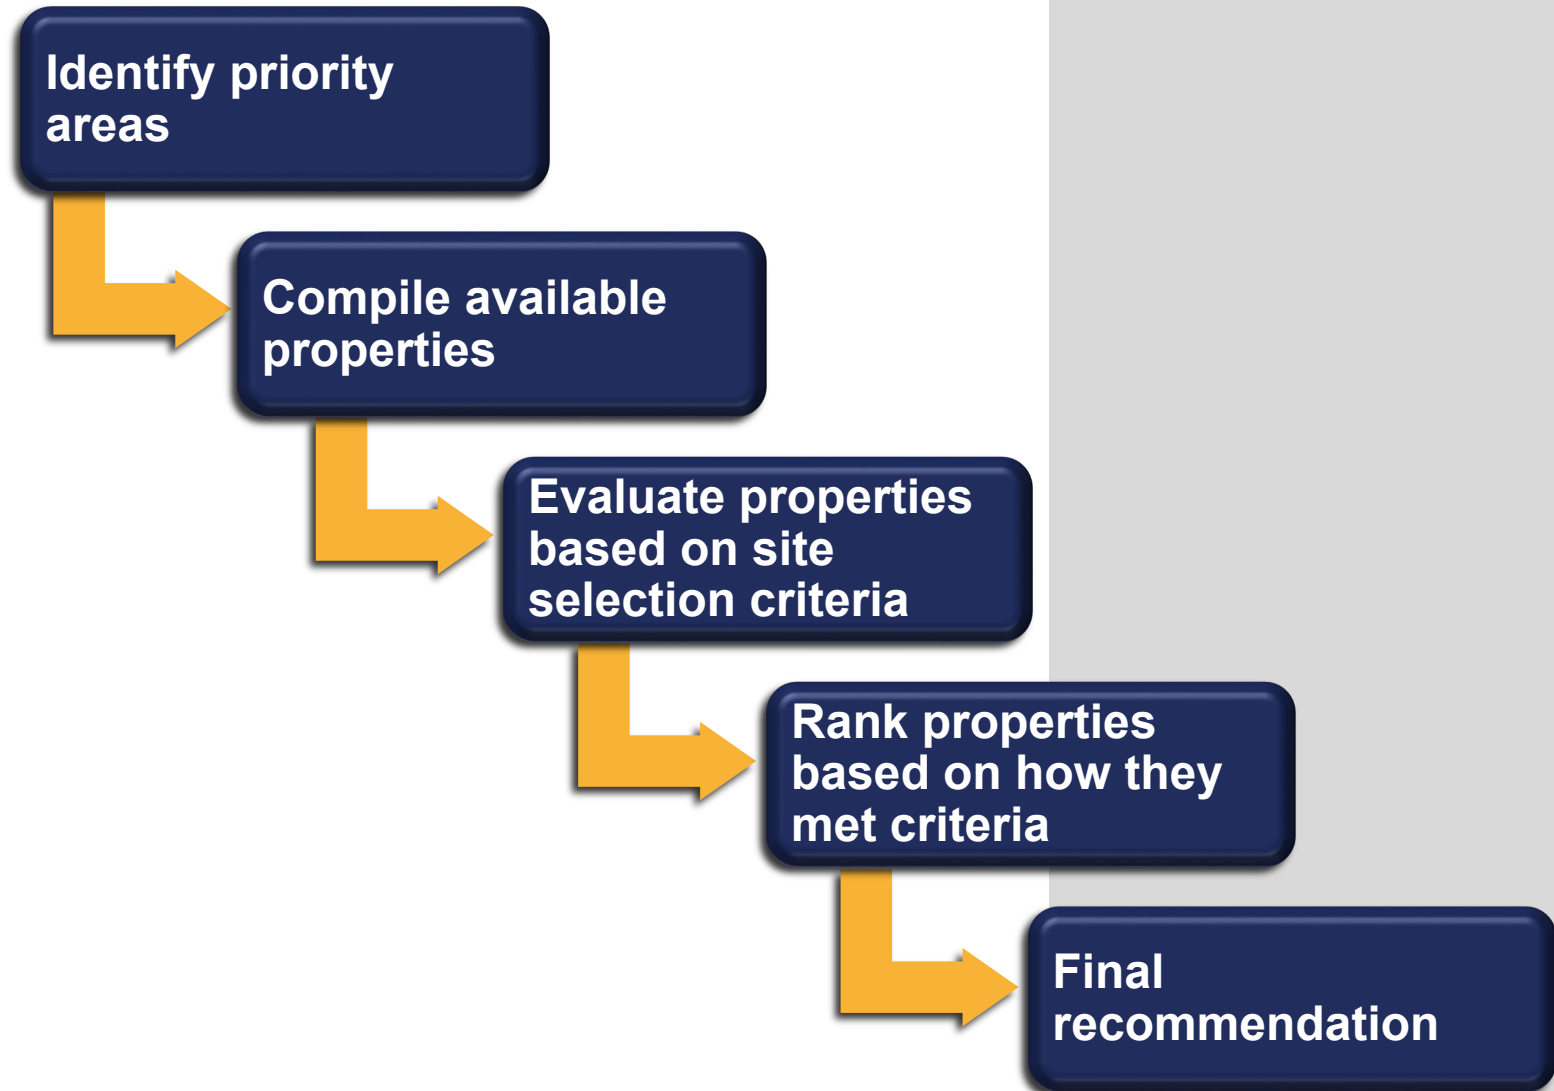 Identify priority
areas
Compile available
properties
Evaluate properties
based on site
selection criteria
Rank properties
based on how they
met criteria
Final
recommendation